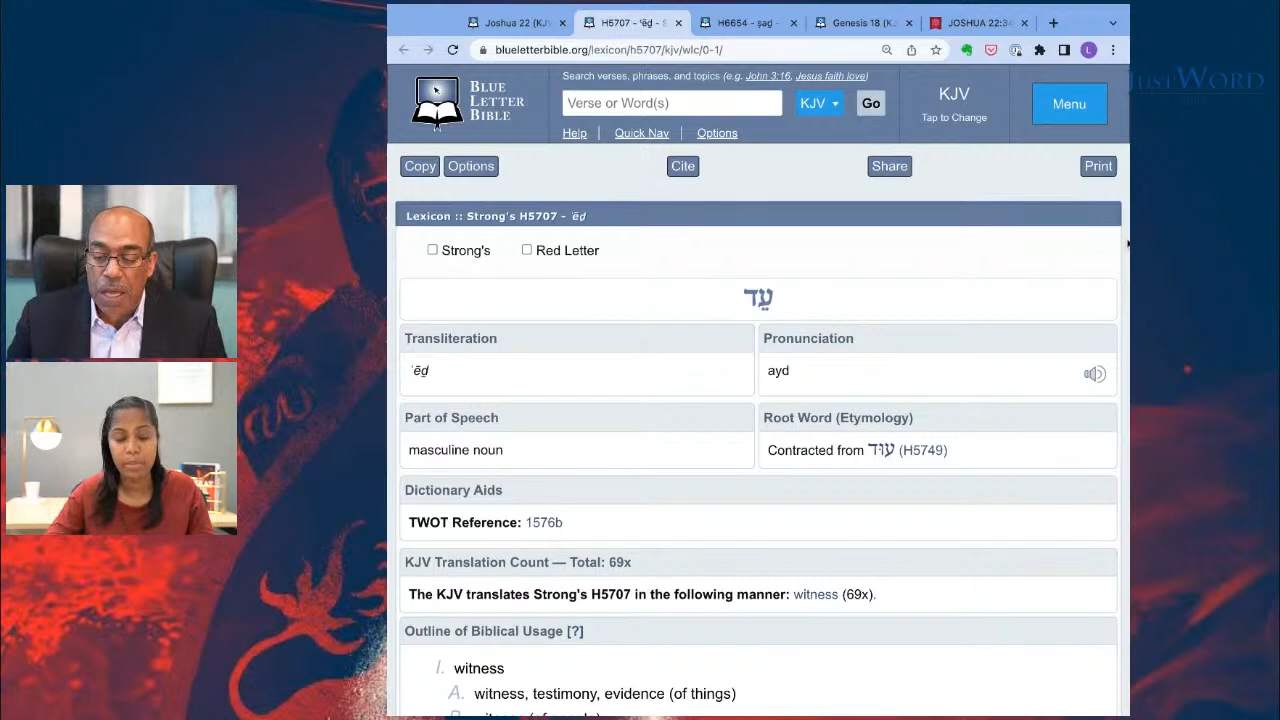 Joshua 22 (KJ
H5707 - ʿēḏ - S
H6654 - ṣaḏ -
Genesis 18 (KJ
JOSHUA 22:34
blueletterbible.org/lexicon/h5707/kjv/wlc/0-1/
L
BLUE
LETTER
BIBLE
Search verses, phrases, and topics (e.g. John 3:16, Jesus faith love)
Verse or Word(s)
KJV
Go
KJV
Tap to Change
Menu
Help
Quick Nav
Options
JUSTWORD
Copy
Options
Cite
Share
Print
Lexicon :: Strong's H5707 - ʿēḏ
Strong's
Red Letter
עֵד
Transliteration
ʿēḏ
Pronunciation
ayd
Part of Speech
masculine noun
Root Word (Etymology)
Contracted from עוּד (H5749)
Dictionary Aids
TWOT Reference: 1576b
KJV Translation Count — Total: 69x
The KJV translates Strong's H5707 in the following manner: witness (69x).
Outline of Biblical Usage [?]
I. witness
A. witness, testimony, evidence (of things)